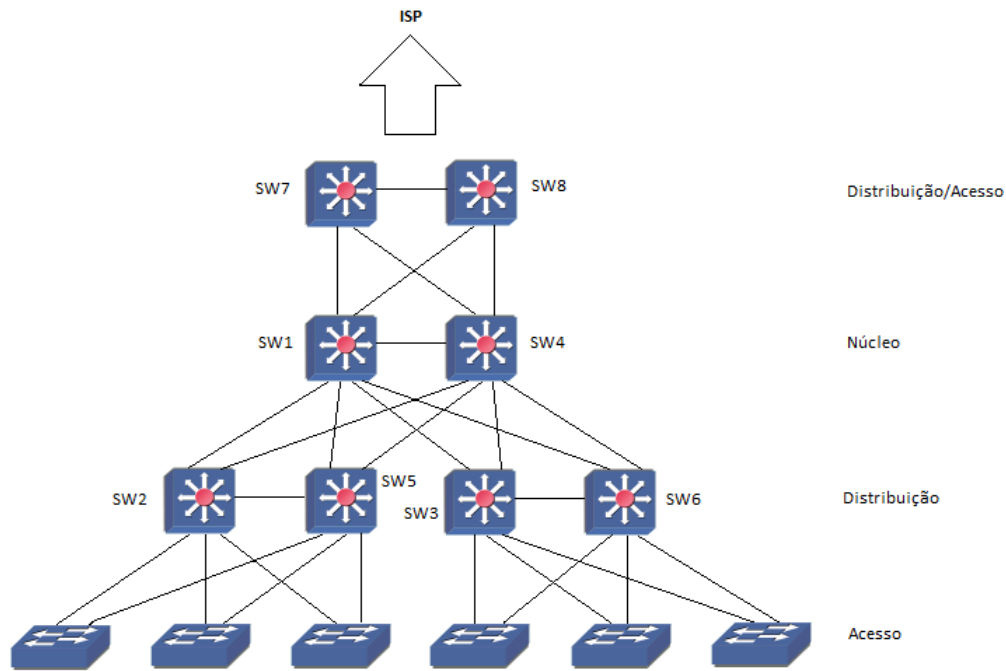 ISP
SW7
SW8
Distribuição/Acesso
SW1
SW4
Núcleo
SW2
SW5
SW3
SW6
Distribuição
Acesso